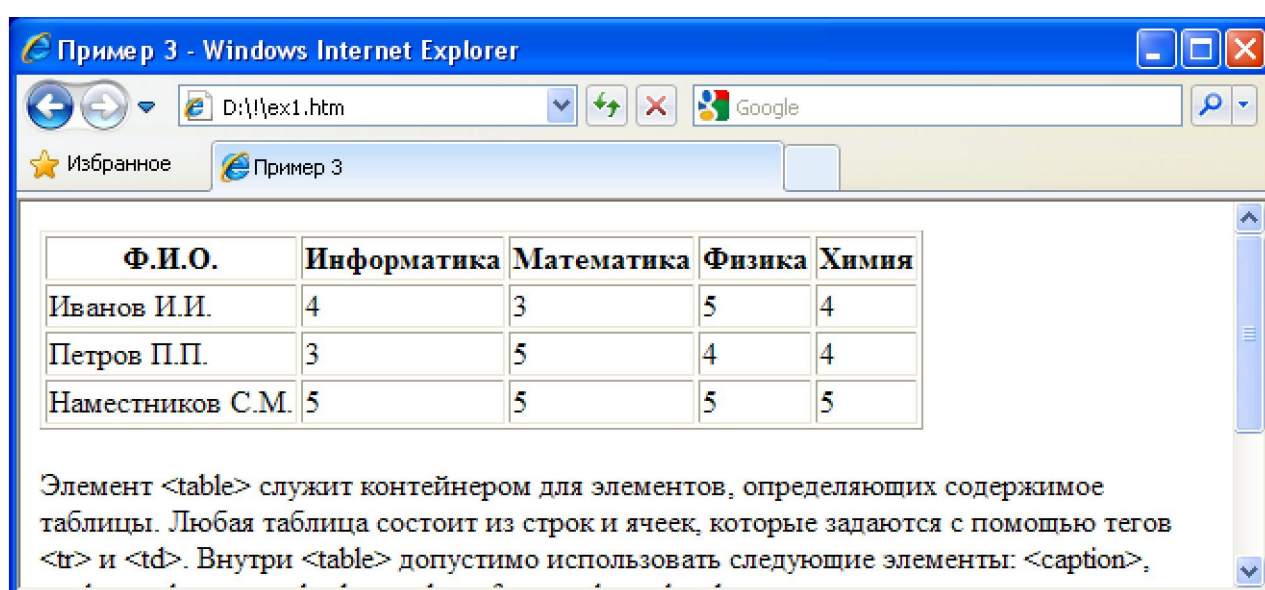 Пример 3 - Windows Internet Explorer
D:\!\ex1.htm Google
Избранное Пример 3
Ф.И.О. Информатика Математика Физика Химия
Иванов И.И. 4 3 5 4
Петров П.П. 3 5 4 4
Наместников С.М. 5 5 5 5
Элемент <table> служит контейнером для элементов, определяющих содержимое
таблицы. Любая таблица состоит из строк и ячеек, которые задаются с помощью тегов
<tr> и <td>. Внутри <table> допустимо использовать следующие элементы: <caption>,